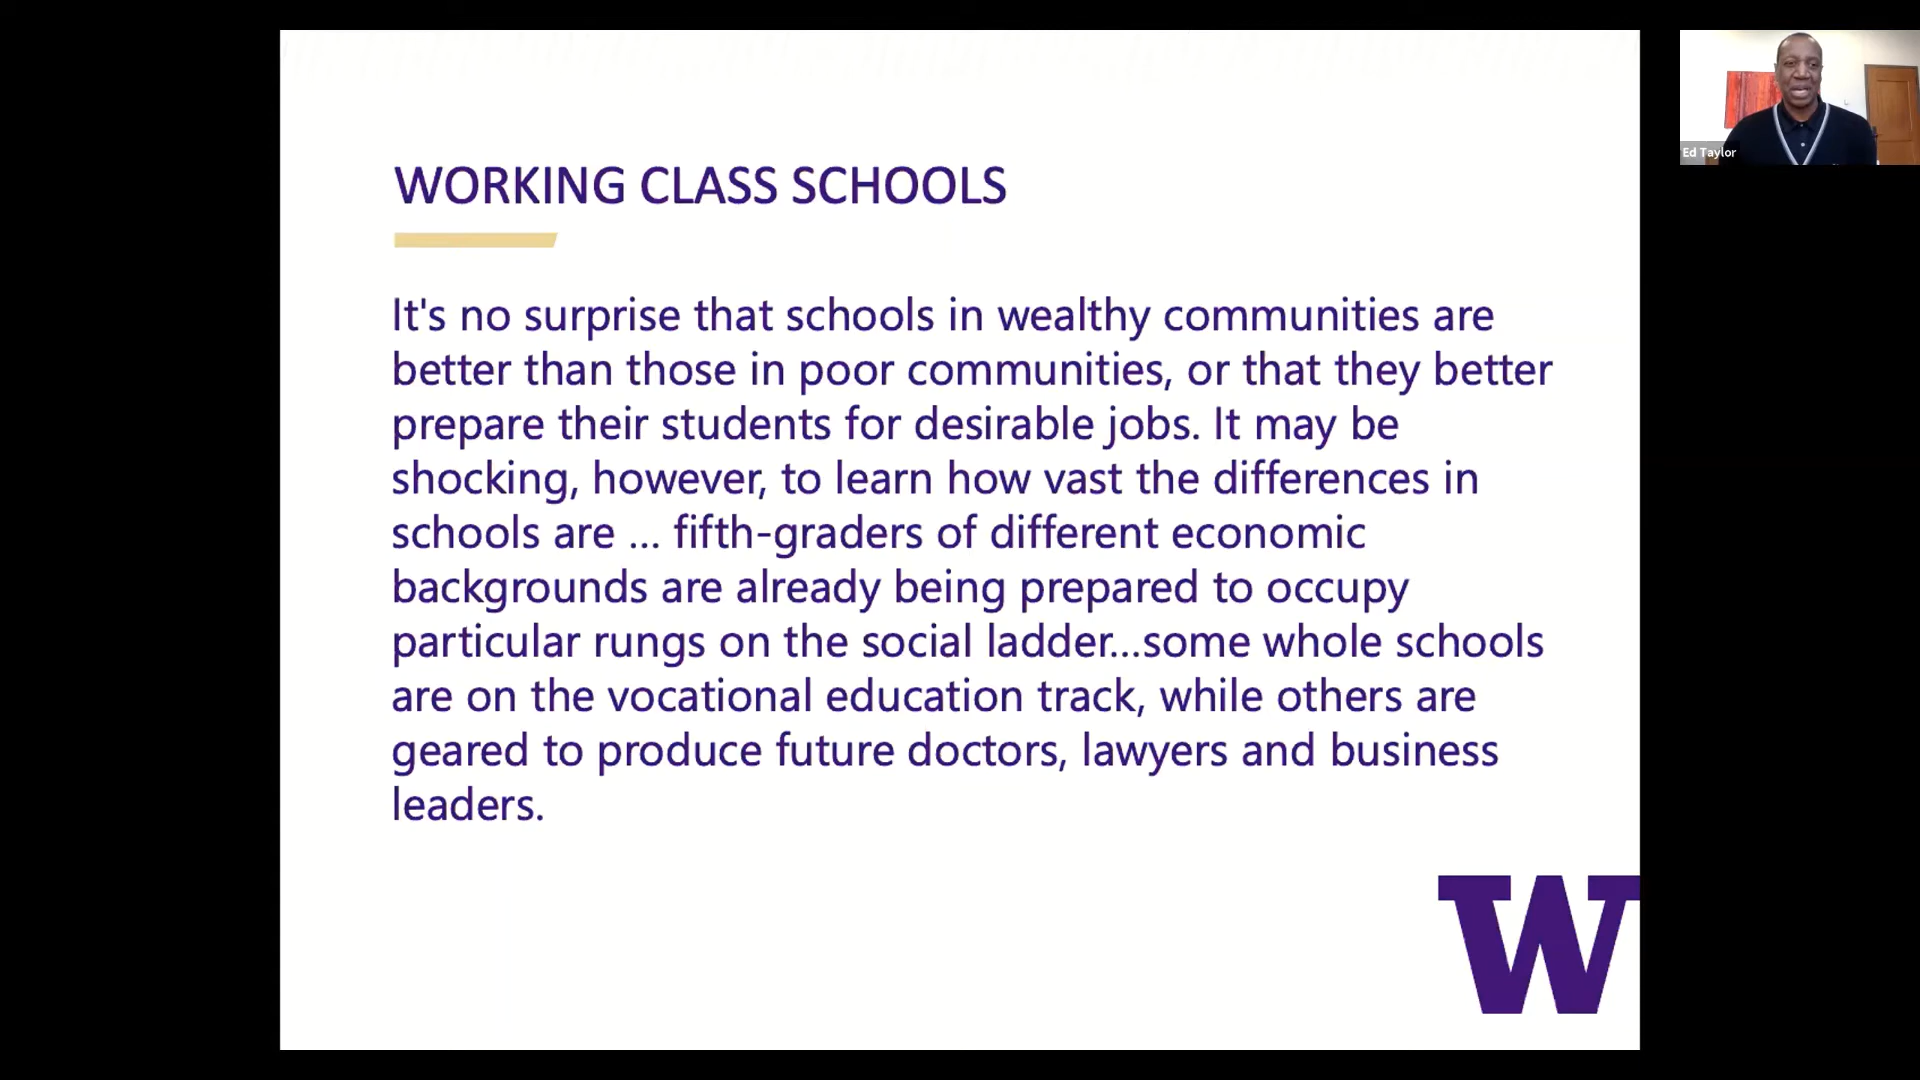 WORKING CLASS SCHOOLS
It's no surprise that schools in wealthy communities are
better than those in poor communities, or that they better
prepare their students for desirable jobs. It may be
shocking, however, to learn how vast the differences in
schools are ... fifth-graders of different economic
backgrounds are already being prepared to occupy
particular rungs on the social ladder...some whole schools
are on the vocational education track, while others are
geared to produce future doctors, lawyers and business
leaders.
W
Ed Taylor